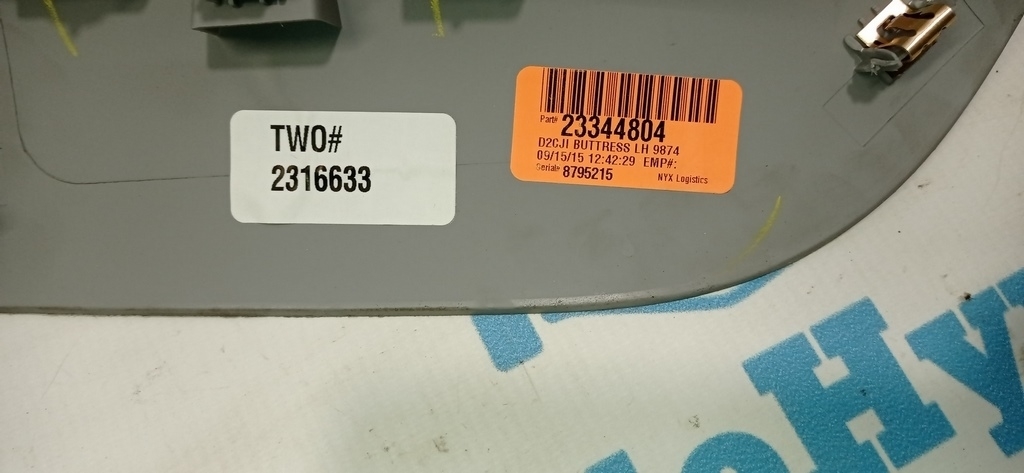 TWO#
2316633
Part# 23344804
D2CJI BUTTRESS LH 9874
09/15/15 12:42:29 EMP#:
Serial# 8795215 NYX Logistics